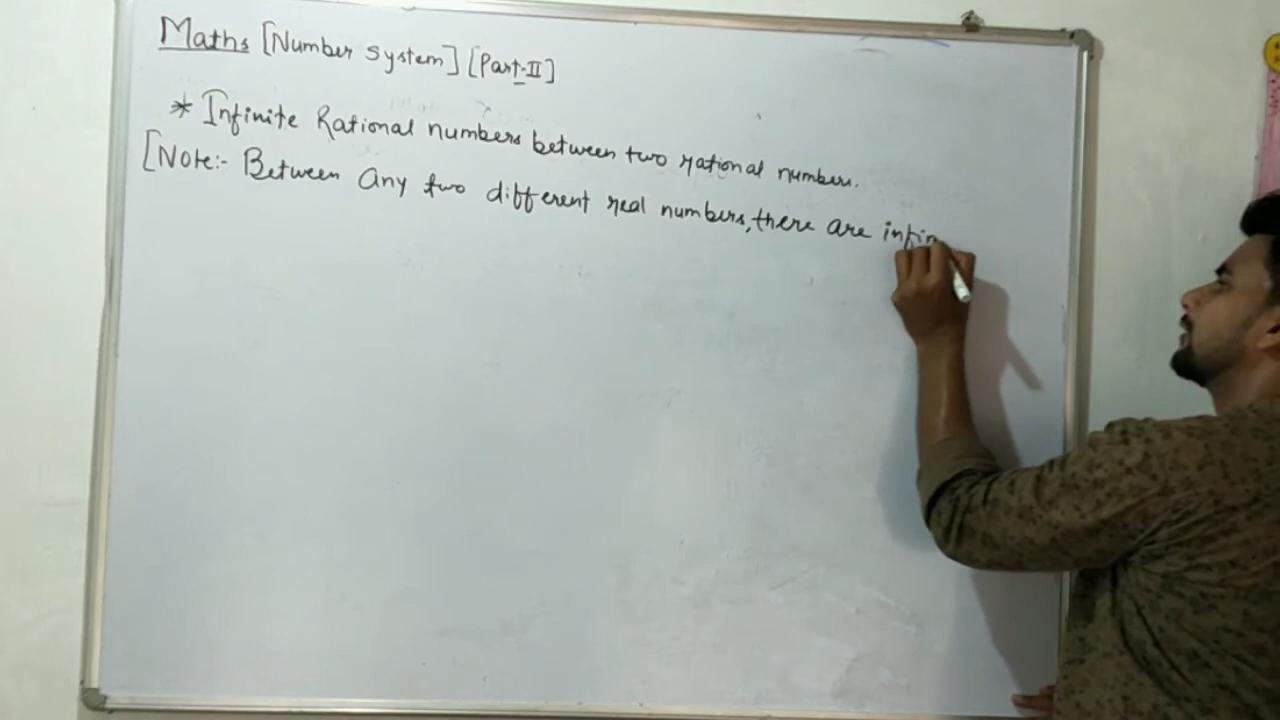 Maths [Number System] [Part-II]
* Infinite Rational numbers between two rational numbers.
[Note:- Between any two different real numbers, there are infin